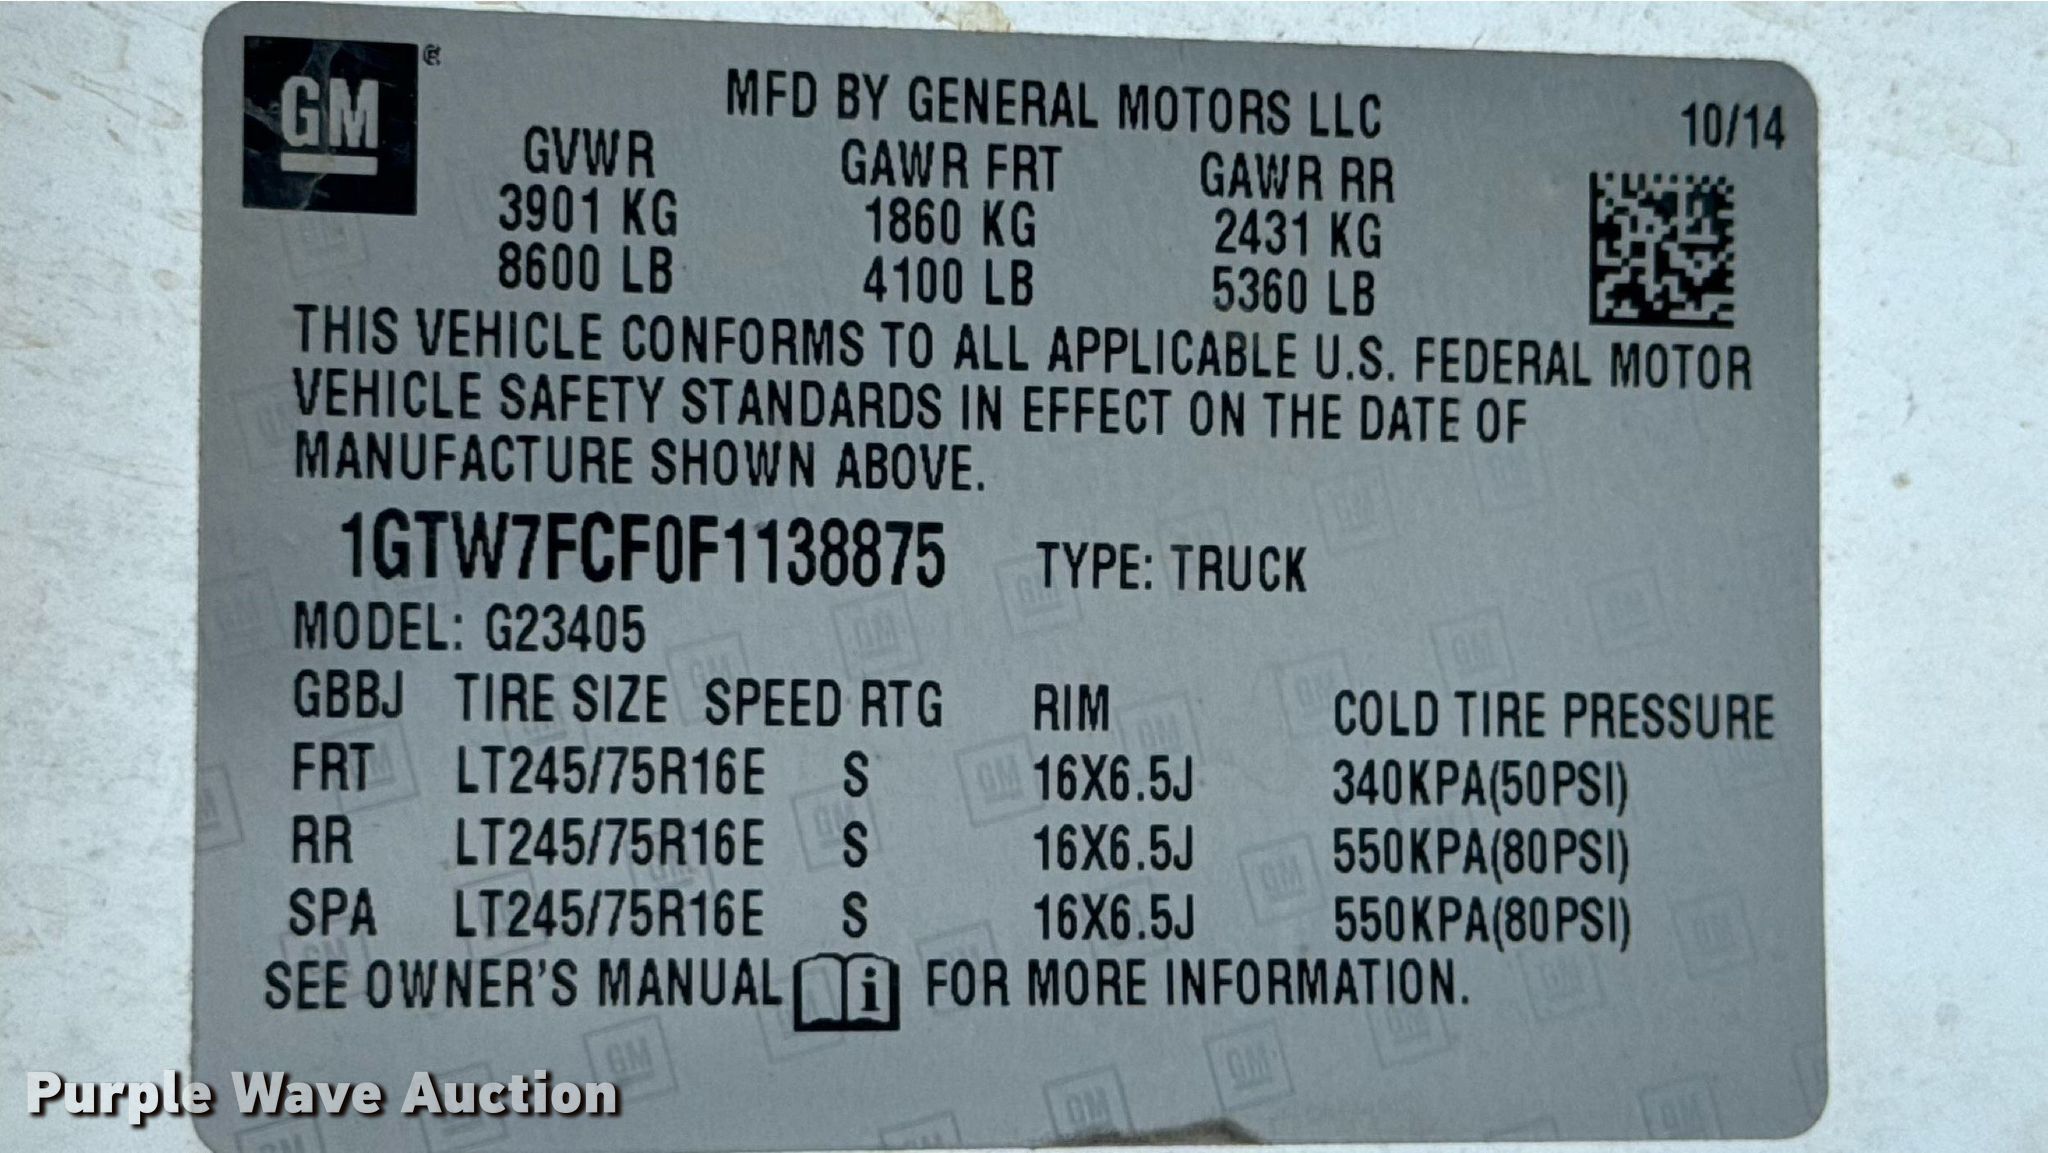 GM ®
MFD BY GENERAL MOTORS LLC 10/14
GVWR GAWR FRT GAWR RR
3901 KG 1860 KG 2431 KG
8600 LB 4100 LB 5360 LB
THIS VEHICLE CONFORMS TO ALL APPLICABLE U.S. FEDERAL MOTOR
VEHICLE SAFETY STANDARDS IN EFFECT ON THE DATE OF
MANUFACTURE SHOWN ABOVE.
1GTW7FCF0F1138875 TYPE: TRUCK
MODEL: G23405
GBBJ TIRE SIZE SPEED RTG RIM COLD TIRE PRESSURE
FRT LT245/75R16E S 16X6.5J 340KPA(50PSI)
RR LT245/75R16E S 16X6.5J 550KPA(80PSI)
SPA LT245/75R16E S 16X6.5J 550KPA(80PSI)
SEE OWNER'S MANUAL i FOR MORE INFORMATION.
Purple Wave Auction